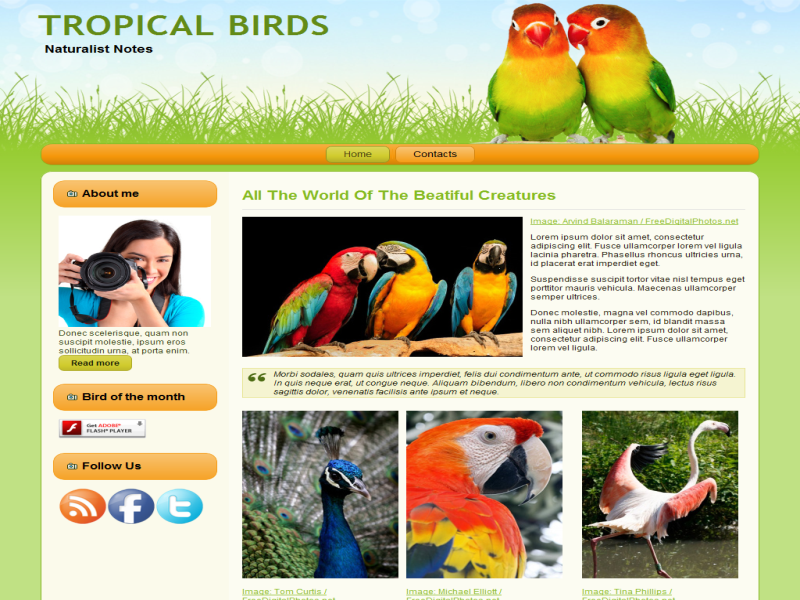 TROPICAL BIRDS
Naturalist Notes
Home
Contacts
About me
Donec scelerisque, quam non
suscipit molestie, ipsum eros
sollicitudin urna, at porta enim.
Read more
Bird of the month
Get ADOBE®
FLASH® PLAYER
Follow Us
All The World Of The Beatiful Creatures
Image: Arvind Balaraman / FreeDigitalPhotos.net
Lorem ipsum dolor sit amet, consectetur
adipiscing elit. Fusce ullamcorper lorem vel ligula
lacinia pharetra. Phasellus rhoncus ultricies urna,
id placerat erat imperdiet eget.
Suspendisse suscipit tortor vitae nisl tempus eget
porttitor mauris vehicula. Maecenas ullamcorper
semper ultrices.
Donec molestie, magna vel commodo dapibus,
nulla nibh ullamcorper sem, id blandit massa
sem aliquet nibh. Lorem ipsum dolor sit amet,
consectetur adipiscing elit. Fusce ullamcorper
lorem vel ligula.
Morbi sodales, quam quis ultrices imperdiet, felis dui condimentum ante, ut commodo risus ligula eget ligula.
In quis neque erat, ut congue neque. Aliquam bibendum, libero non condimentum vehicula, lectus risus
sagittis dolor, venenatis facilisis ante ipsum et neque.
Image: Tom Curtis /
FreeDigitalPhotos.net
Image: Michael Elliott /
FreeDigitalPhotos.net
Image: Tina Phillips /
FreeDigitalPhotos.net